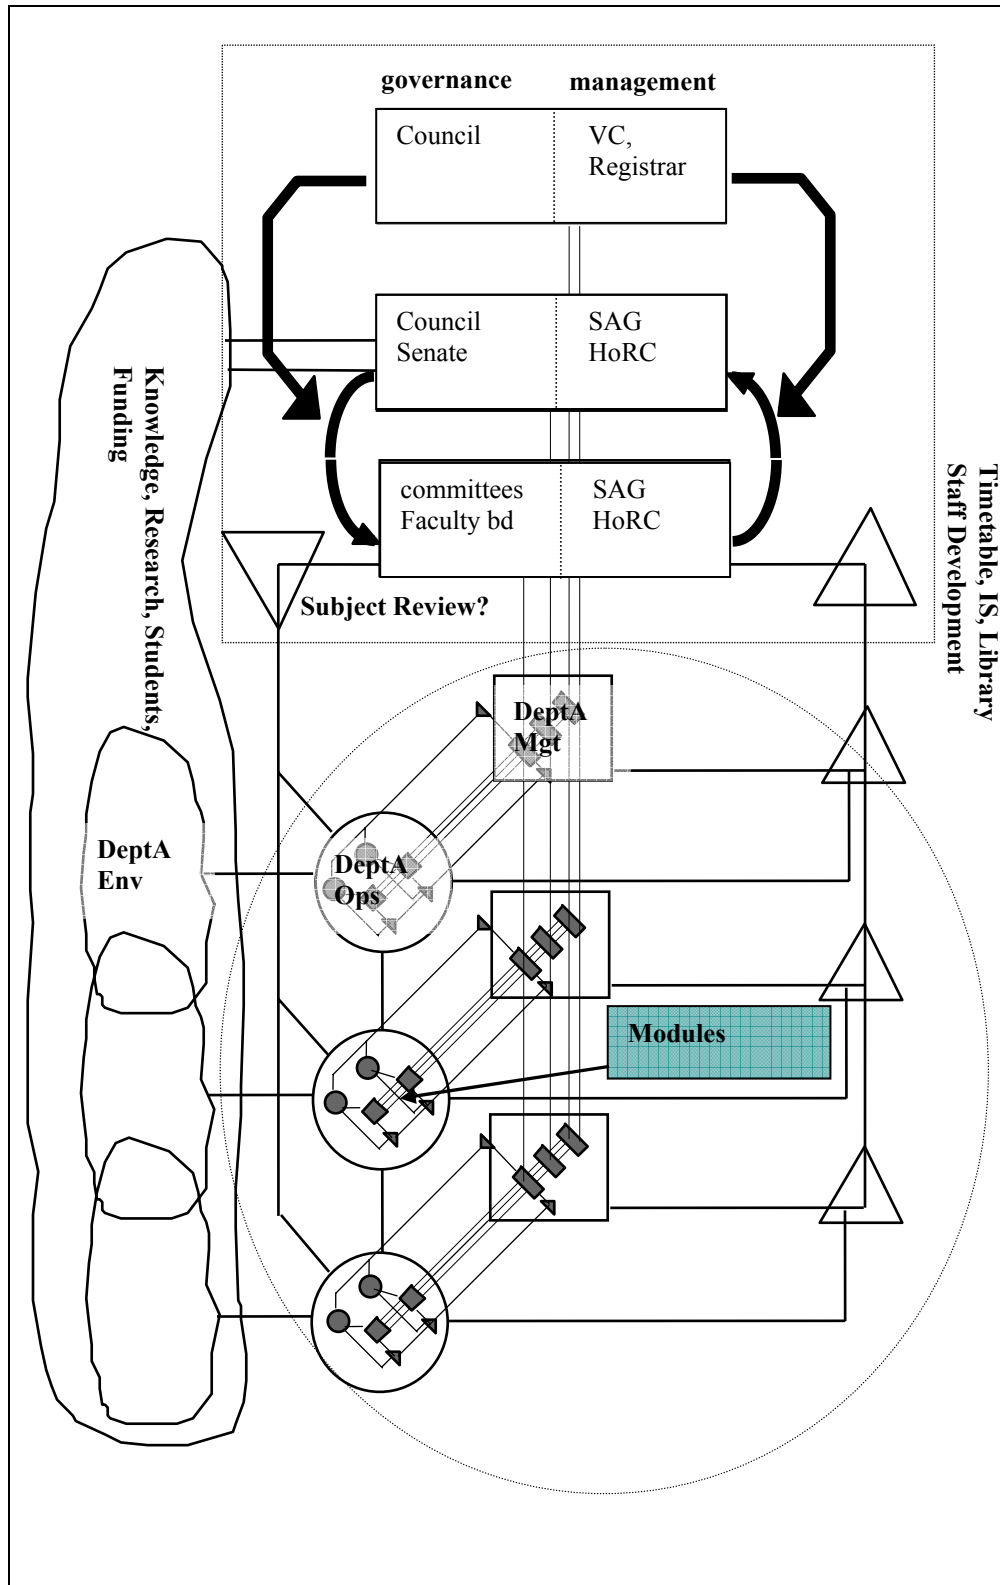 governance
management
Council
VC,
Registrar
Council
Senate
SAG
HoRC
committees
Faculty bd
SAG
HoRC
Subject Review?
Knowledge, Research, Students,
Funding
Timetable, IS, Library
Staff Development
DeptA
Mgt
DeptA
Env
DeptA
Ops
Modules